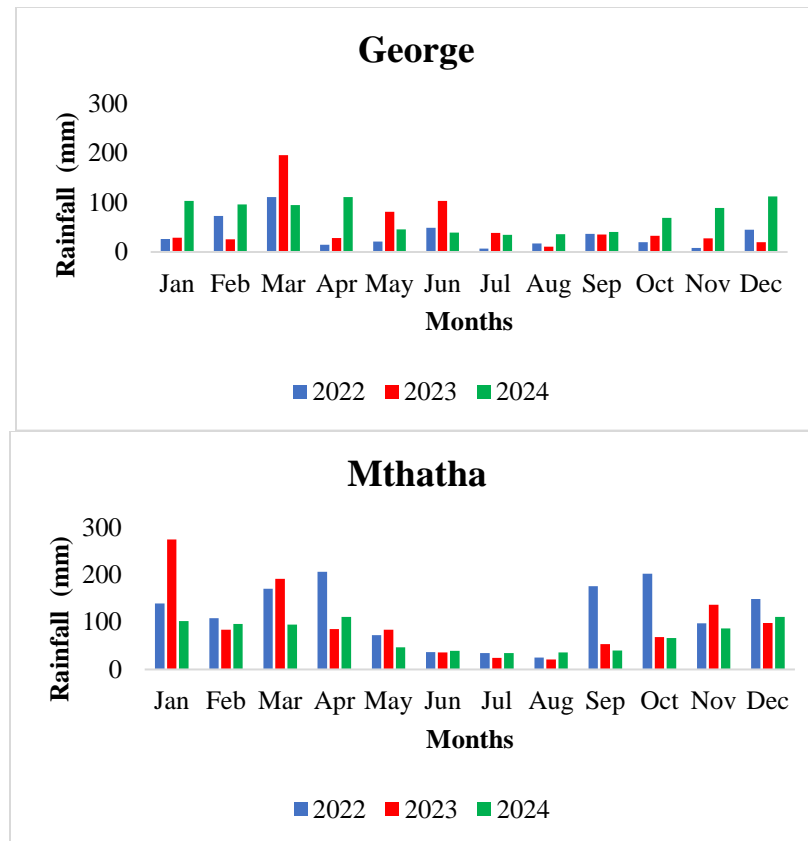 George
300
200
100
0
Rainfall (mm)
Jan Feb Mar Apr May Jun Jul Aug Sep Oct Nov Dec
Months
2022 2023 2024
Mthatha
300
200
100
0
Rainfall (mm)
Jan Feb Mar Apr May Jun Jul Aug Sep Oct Nov Dec
Months
2022 2023 2024